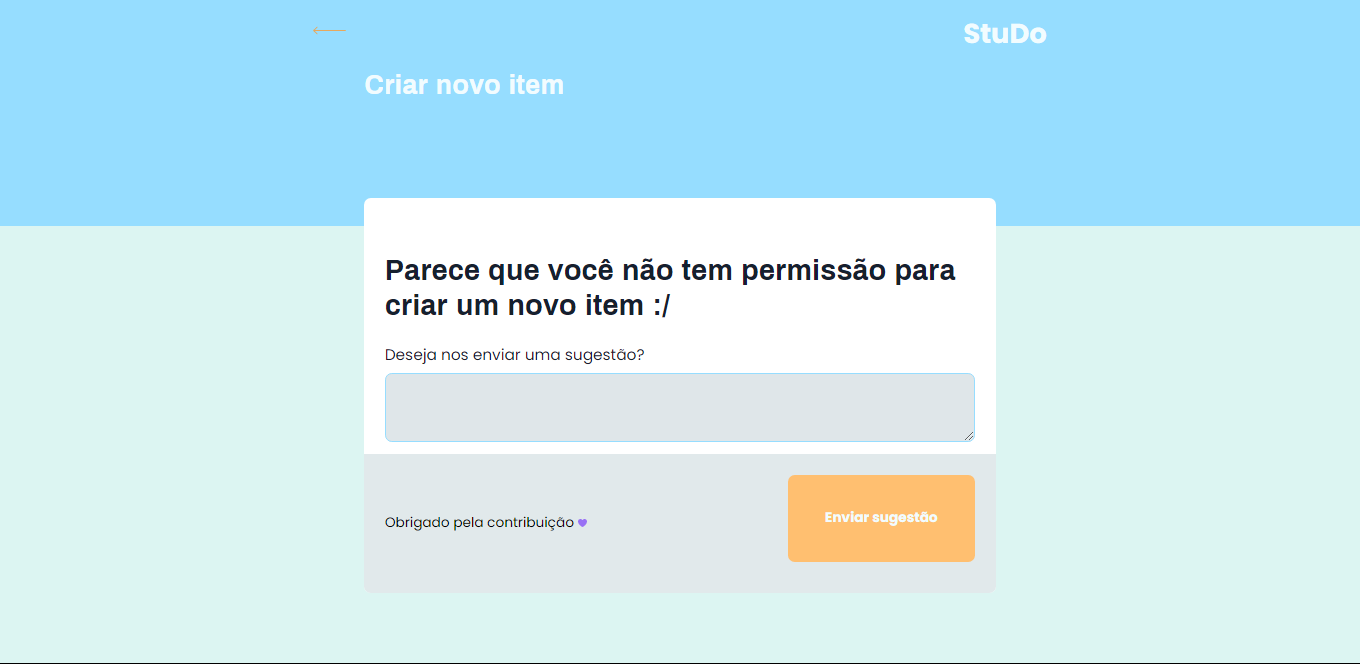 StuDo
Criar novo item
Parece que você não tem permissão para
criar um novo item :/
Deseja nos enviar uma sugestão?
Obrigado pela contribuição 💜
Enviar sugestão